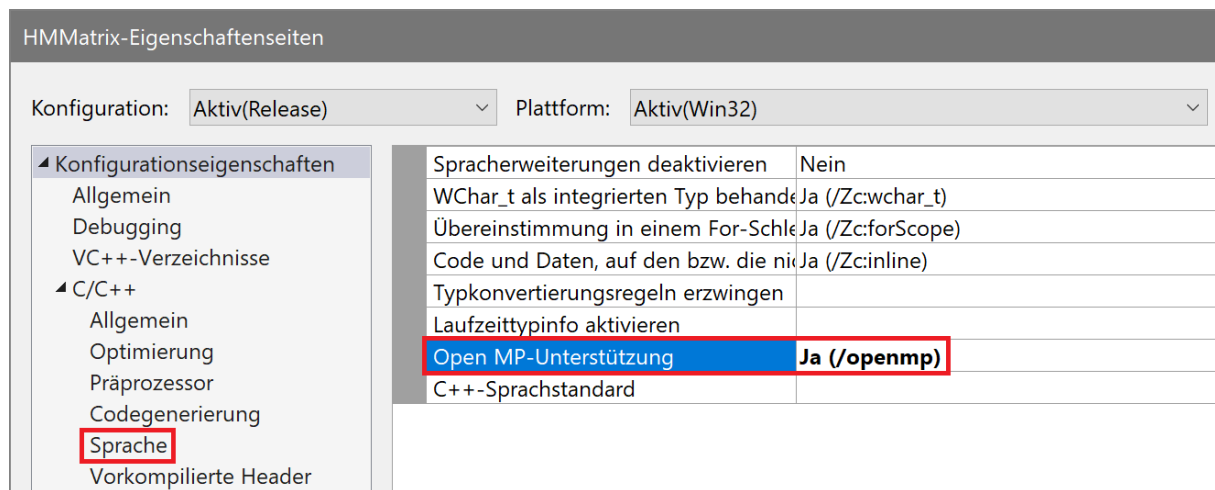 HMMatrix-Eigenschaftenseiten
Konfiguration: Aktiv(Release) Plattform: Aktiv(Win32)
Konfigurationseigenschaften
Allgemein
Debugging
VC++-Verzeichnisse
C/C++
Allgemein
Optimierung
Präprozessor
Codegenerierung
Sprache
Vorkompilierte Header
Spracherweiterungen deaktivieren Nein
WChar_t als integrierten Typ behande Ja (/Zc:wchar_t)
Übereinstimmung in einem For-Schle Ja (/Zc:forScope)
Code und Daten, auf den bzw. die nic Ja (/Zc:inline)
Typkonvertierungsregeln erzwingen
Laufzeittypinfo aktivieren
Open MP-Unterstützung Ja (/openmp)
C++-Sprachstandard